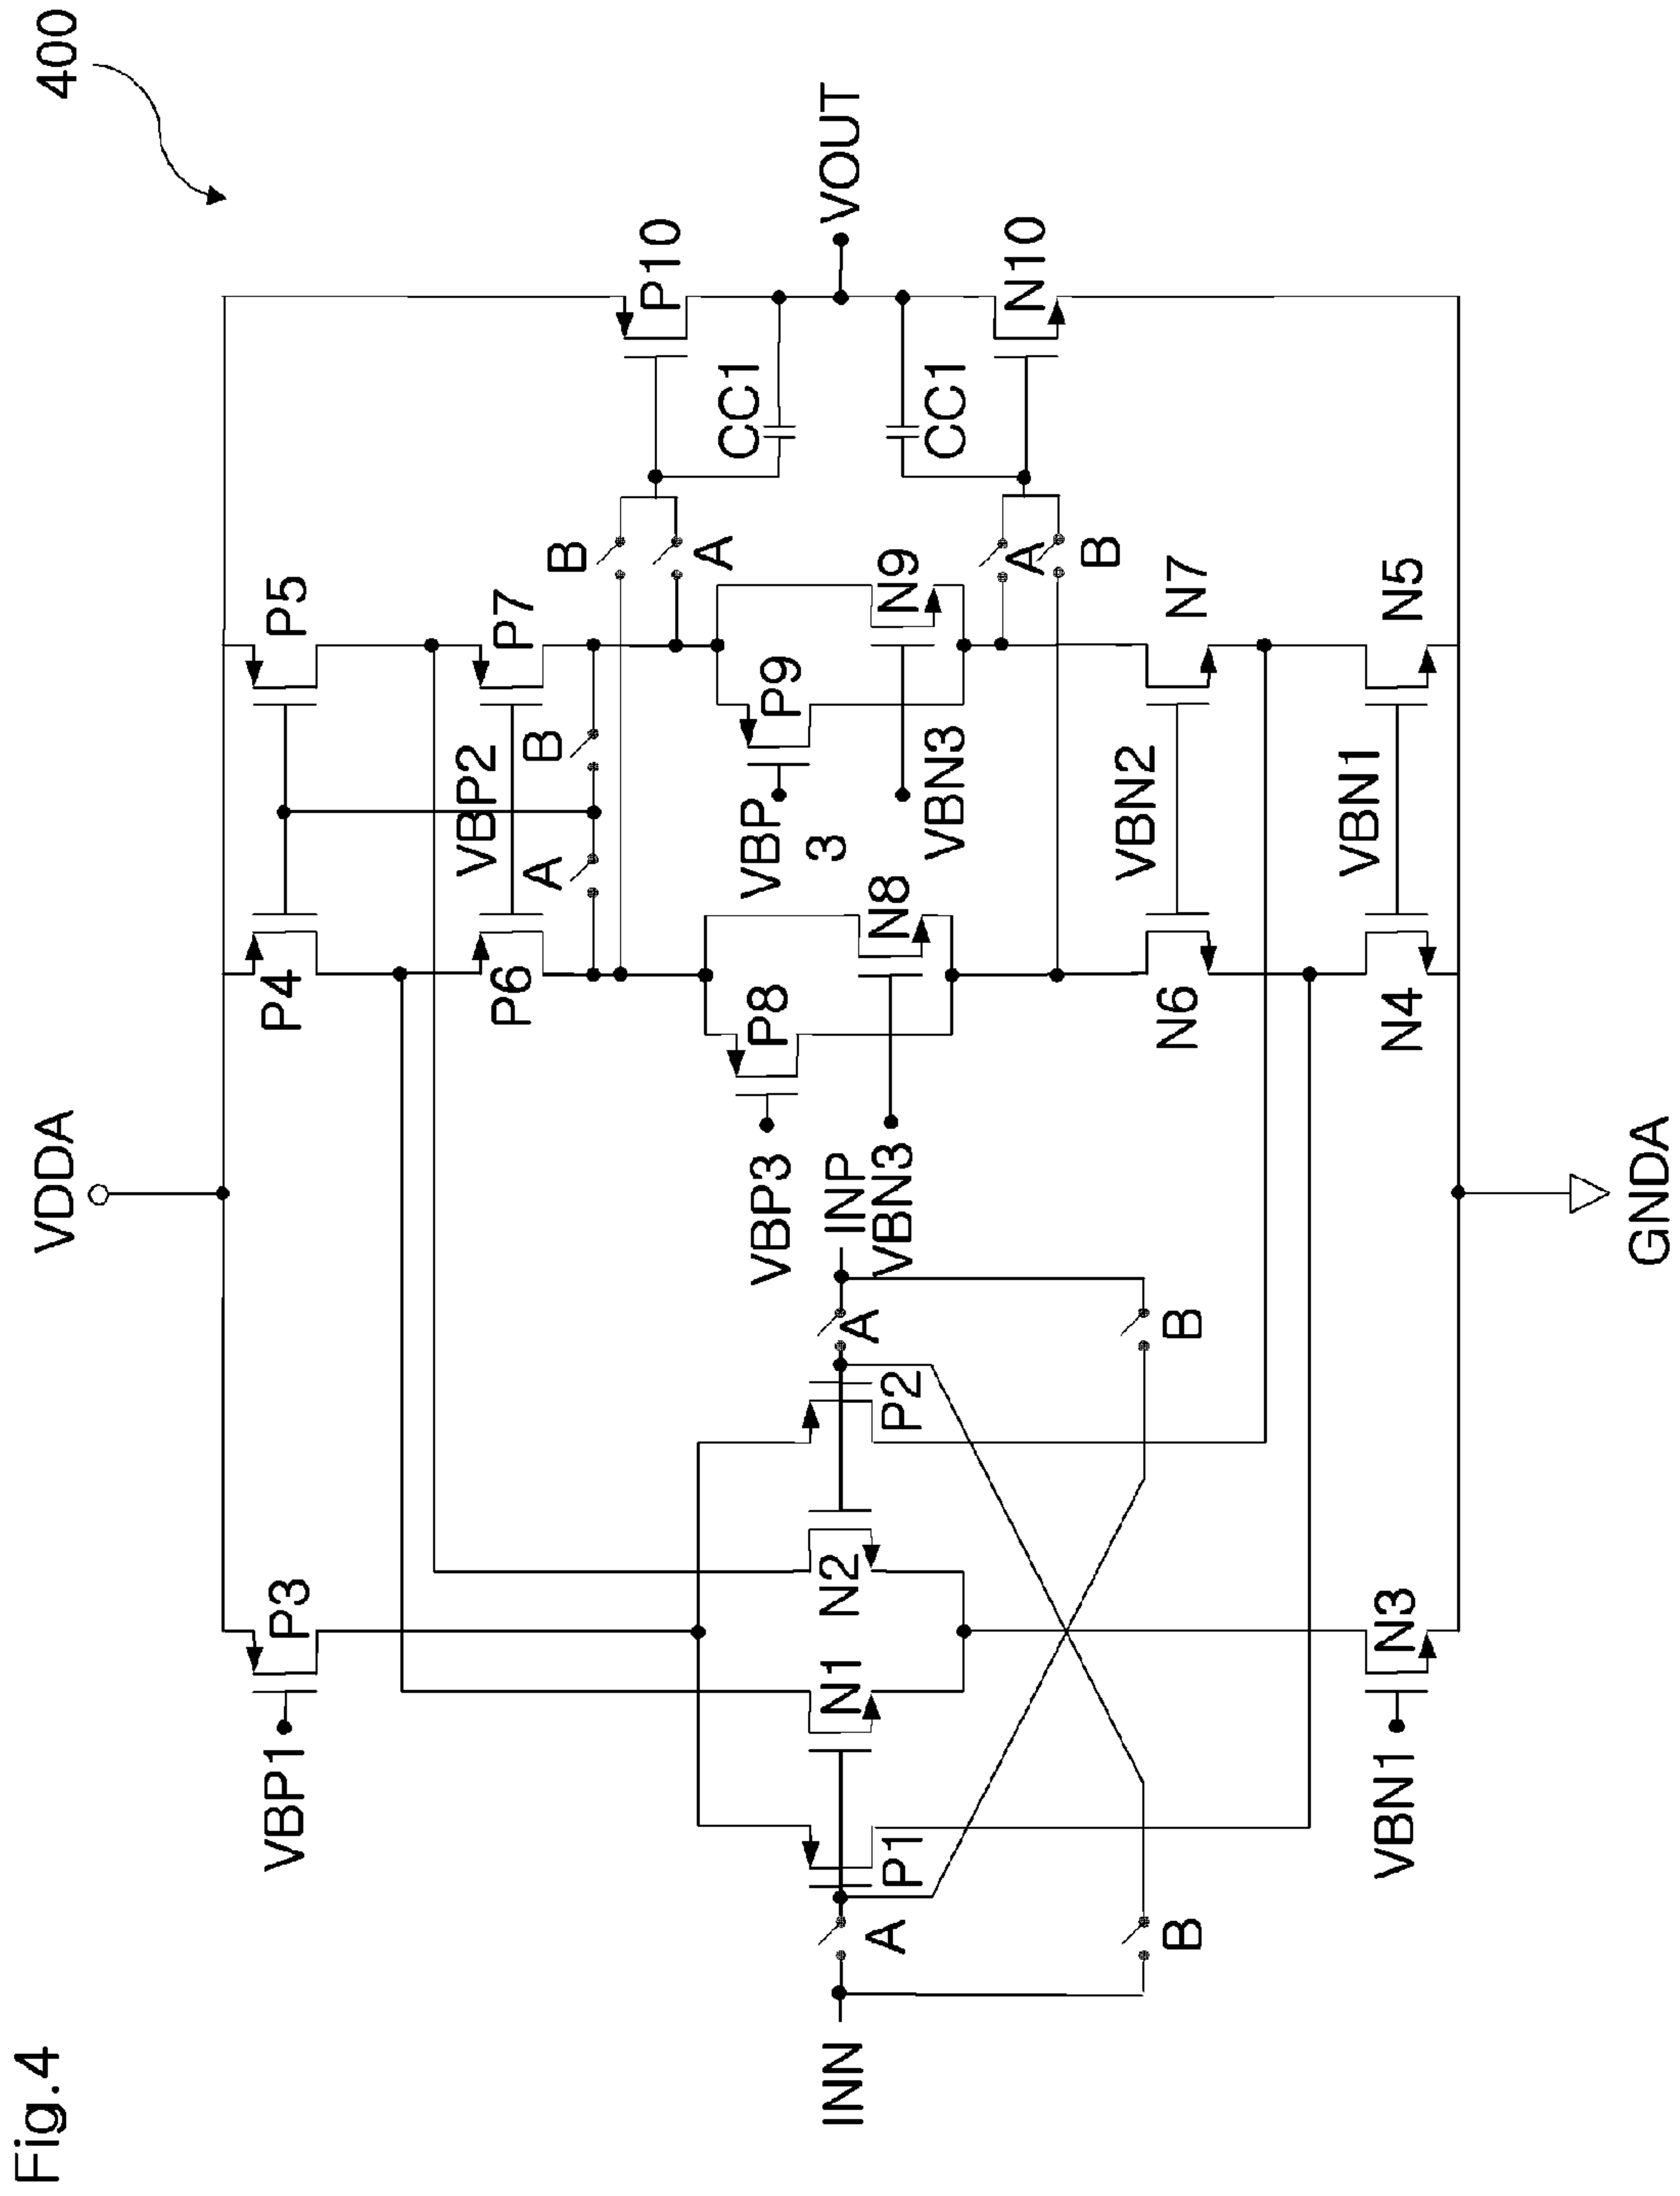 Fig.4
400
VDDA
VBP1
P3
P4
P5
VBP2
P6
P7
A
B
B
A
P10
VBP3
P8
VBP
3
P9
CC1
INN
A
P1
N1
N2
P2
A
INP
VBN3
N8
VBN3
N9
VOUT
CC1
A
B
N10
B
B
N6
VBN2
N7
VBN1
N3
N4
VBN1
N5
GNDA